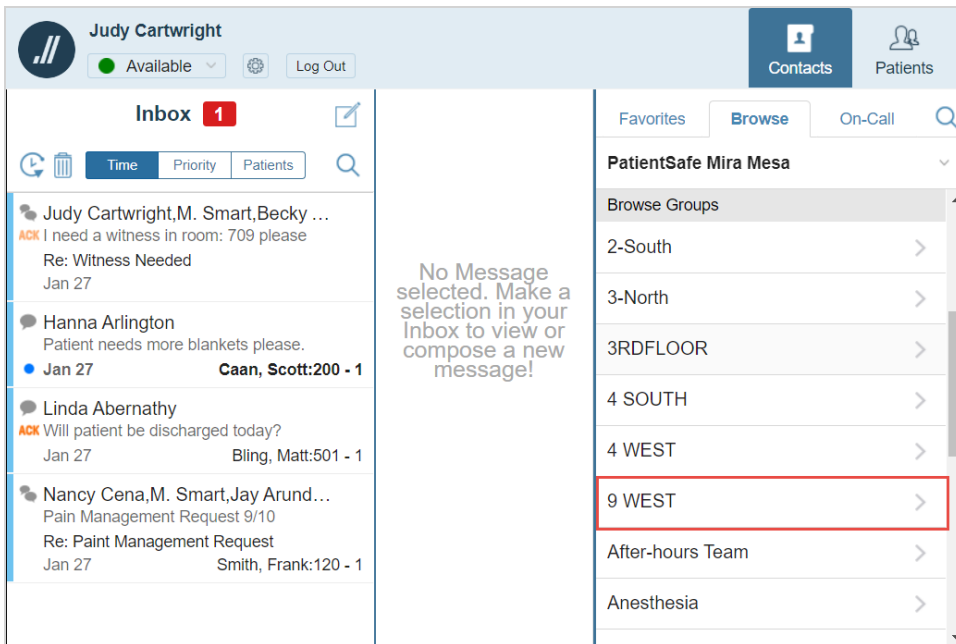 Judy Cartwright
Available
Log Out
Contacts
Patients
Inbox 1
Time Priority Patients
Judy Cartwright,M. Smart,Becky ...
ACK I need a witness in room: 709 please
Re: Witness Needed
Jan 27
Hanna Arlington
Patient needs more blankets please.
Jan 27 Caan, Scott:200 - 1
Linda Abernathy
ACK Will patient be discharged today?
Jan 27 Bling, Matt:501 - 1
Nancy Cena,M. Smart,Jay Arund...
Pain Management Request 9/10
Re: Paint Management Request
Jan 27 Smith, Frank:120 - 1
No Message
selected. Make a
selection in your
Inbox to view or
compose a new
message!
Favorites Browse On-Call
PatientSafe Mira Mesa
Browse Groups
2-South
3-North
3RDFLOOR
4 SOUTH
4 WEST
9 WEST
After-hours Team
Anesthesia